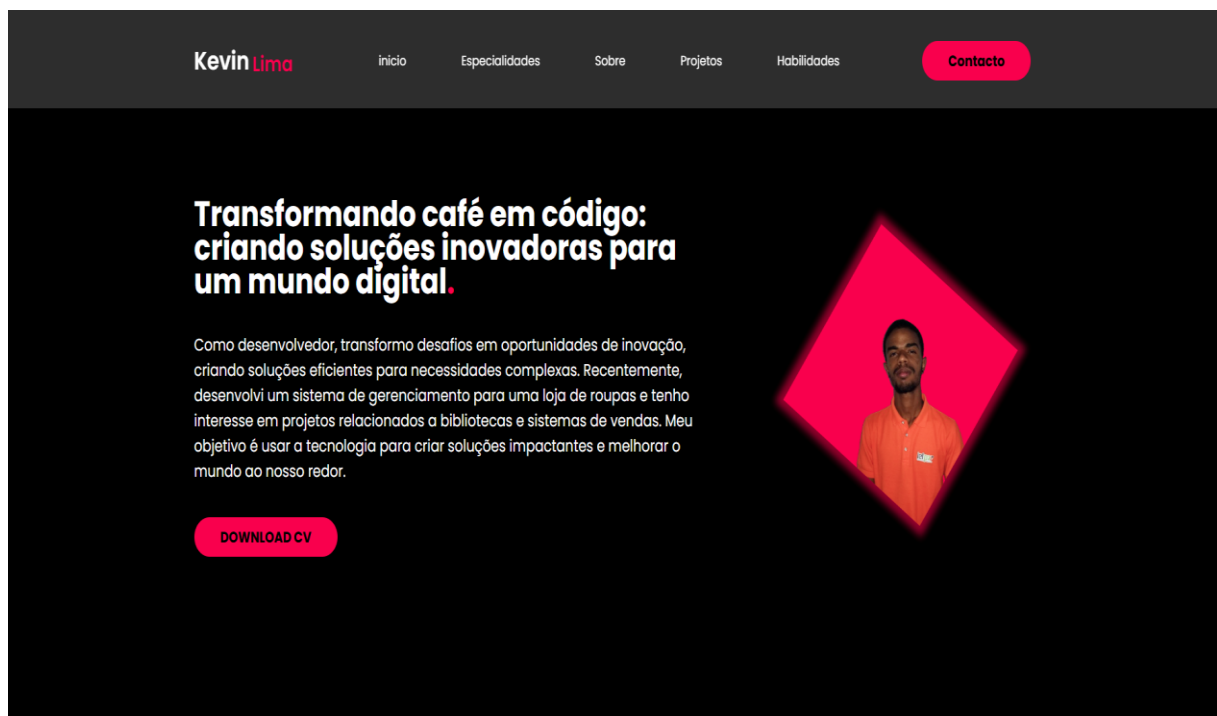 Kevin Lima
inicio
Especialidades
Sobre
Projetos
Habilidades
Contacto
Transformando café em código:
criando soluções inovadoras para
um mundo digital.
Como desenvolvedor, transformo desafios em oportunidades de inovação,
criando soluções eficientes para necessidades complexas. Recentemente,
desenvolvi um sistema de gerenciamento para uma loja de roupas e tenho
interesse em projetos relacionados a bibliotecas e sistemas de vendas. Meu
objetivo é usar a tecnologia para criar soluções impactantes e melhorar o
mundo ao nosso redor.
DOWNLOAD CV